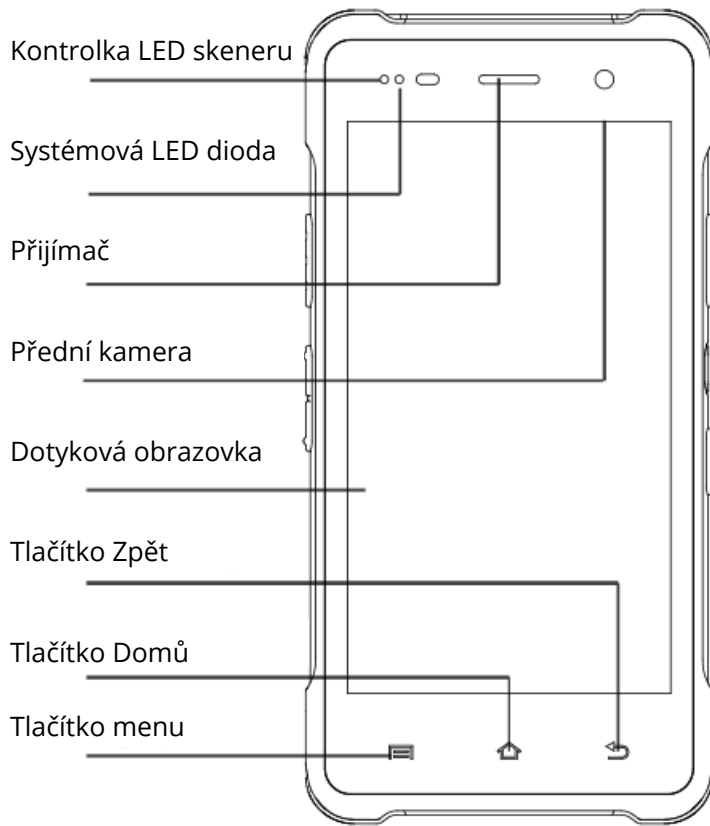 Kontrolka LED skeneru
Systémová LED dioda
Přijímač
Přední kamera
Dotyková obrazovka
Tlačítko Zpět
Tlačítko Domů
Tlačítko menu